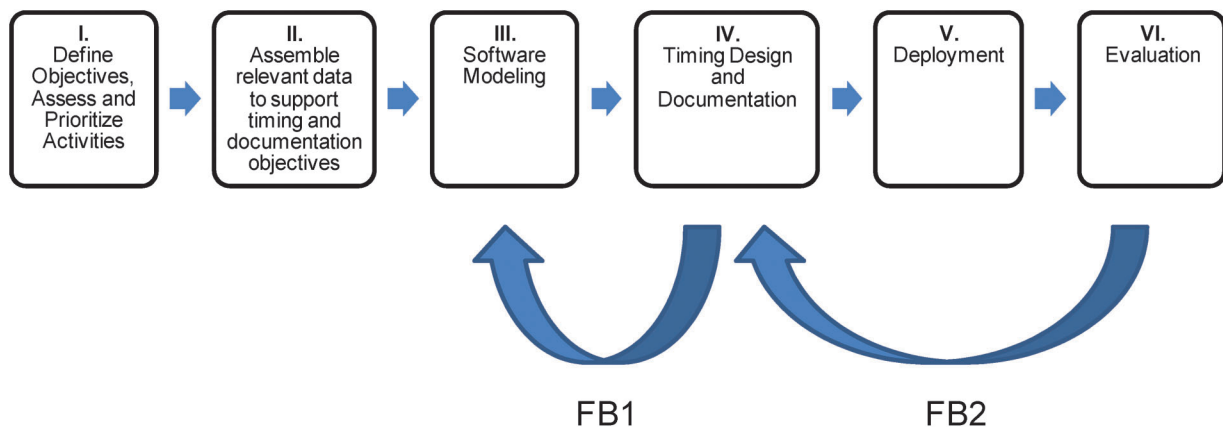 I.
Define
Objectives,
Assess and
Prioritize
Activities
II.
Assemble
relevant data
to support
timing and
documentation
objectives
III.
Software
Modeling
IV.
Timing Design
and
Documentation
V.
Deployment
VI.
Evaluation
FB1
FB2